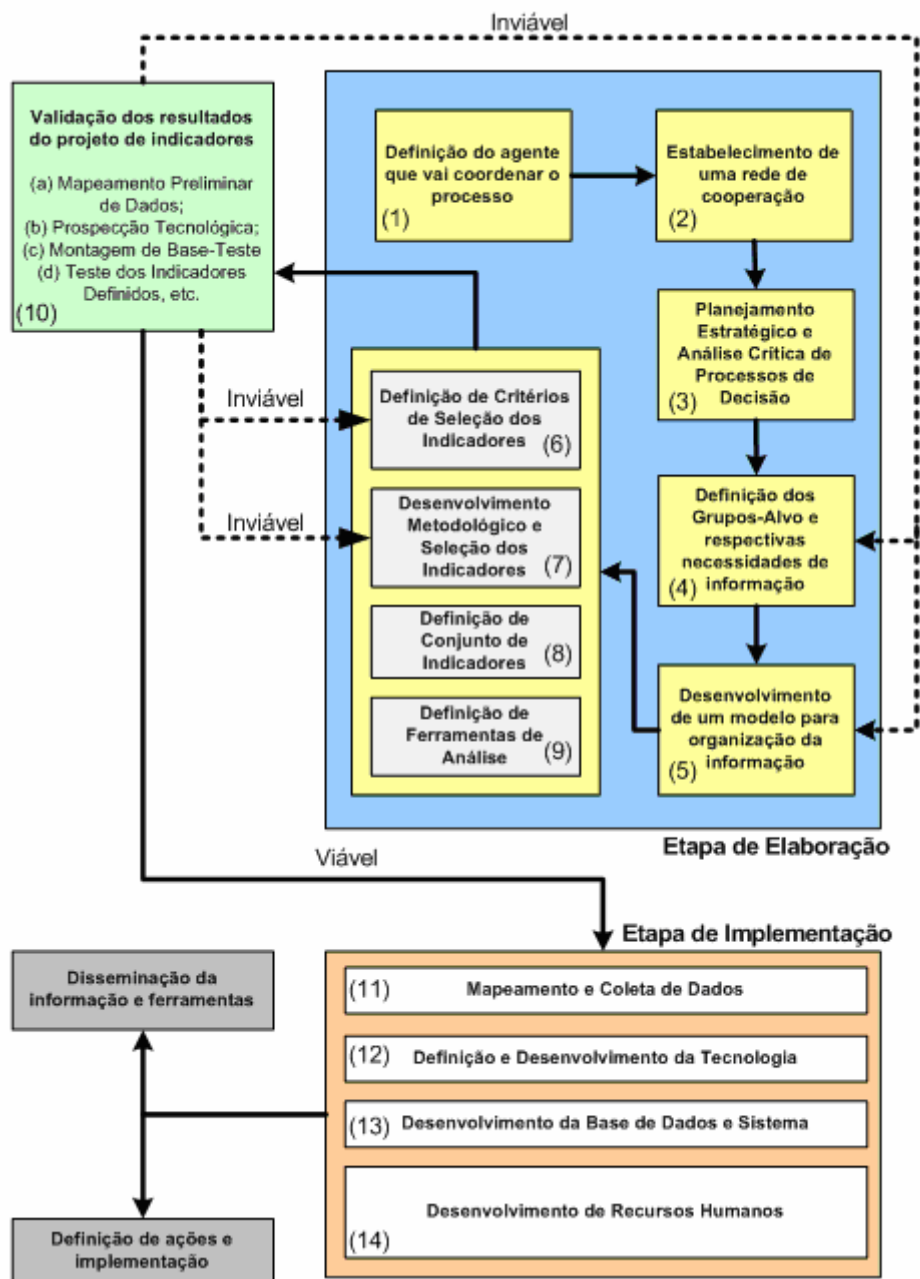 Inviável
Validação dos resultados
do projeto de indicadores
(a) Mapeamento Preliminar
de Dados;
(b) Prospecção Tecnológica;
(c) Montagem de Base-Teste
(d) Teste dos Indicadores
Definidos, etc.
(10)
Definição do agente
que vai coordenar o
processo
(1)
Estabelecimento de
uma rede de
cooperação
(2)
Planejamento
Estratégico e
Análise Crítica de
Processos de
Decisão
(3)
Definição dos
Grupos-Alvo e
respectivas
necessidades de
informação
(4)
Desenvolvimento
de um modelo para
organização da
informação
(5)
Inviável
Definição de Critérios
de Seleção dos
Indicadores
(6)
Inviável
Desenvolvimento
Metodológico e
Seleção dos
Indicadores
(7)
Definição de
Conjunto de
Indicadores
(8)
Definição de
Ferramentas de
Análise
(9)
Etapa de Elaboração
Viável
Etapa de Implementação
(11) Mapeamento e Coleta de Dados
(12) Definição e Desenvolvimento da Tecnologia
(13) Desenvolvimento da Base de Dados e Sistema
Desenvolvimento de Recursos Humanos
(14)
Disseminação da
informação e ferramentas
Definição de ações e
implementação